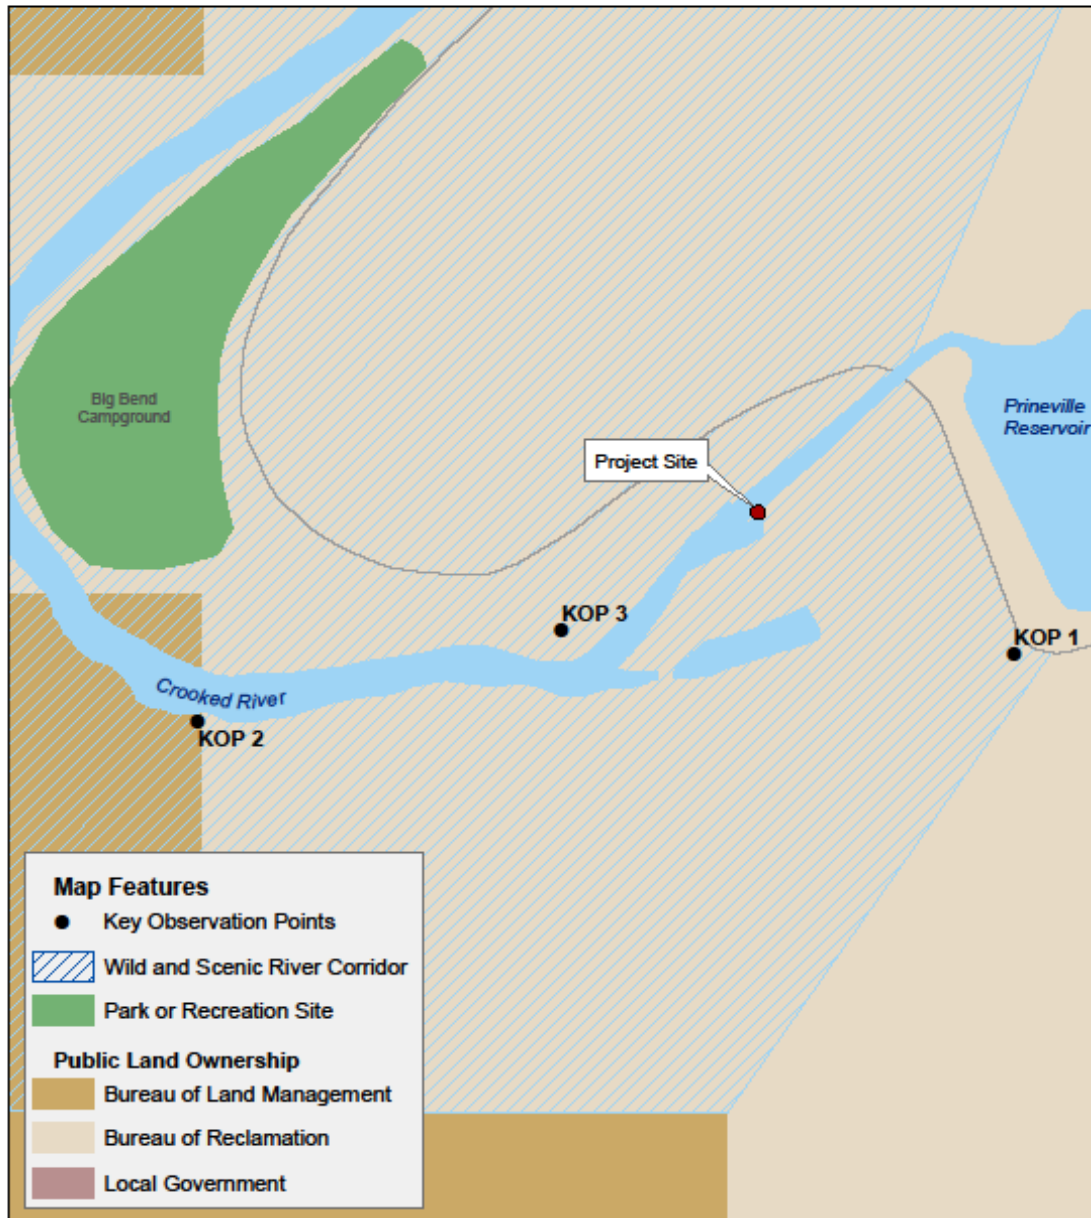 Big Bend
Campground
Prineville
Reservoir
Project Site
KOP 3
KOP 1
Crooked River
KOP 2
Map Features
Key Observation Points
Wild and Scenic River Corridor
Park or Recreation Site
Public Land Ownership
Bureau of Land Management
Bureau of Reclamation
Local Government